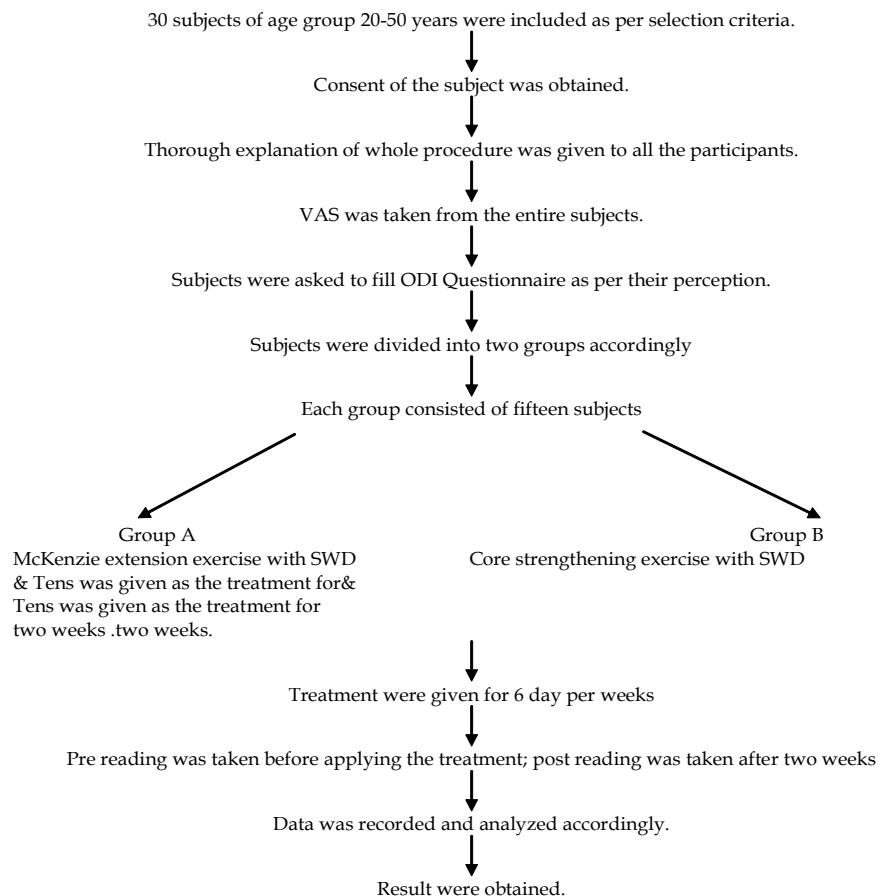 30 subjects of age group 20-50 years were included as per selection criteria.
Consent of the subject was obtained.
Thorough explanation of whole procedure was given to all the participants.
VAS was taken from the entire subjects.
Subjects were asked to fill ODI Questionnaire as per their perception.
Subjects were divided into two groups accordingly
Each group consisted of fifteen subjects
Group A
McKenzie extension exercise with SWD
& Tens was given as the treatment for&
Tens was given as the treatment for
two weeks .two weeks.
Group B
Core strengthening exercise with SWD
Treatment were given for 6 day per weeks
Pre reading was taken before applying the treatment; post reading was taken after two weeks
Data was recorded and analyzed accordingly.
Result were obtained.